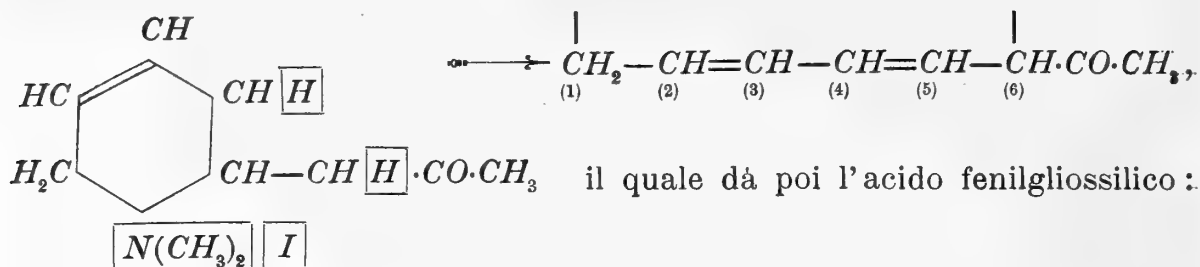 CH
CH₂—CH=CH—CH=CH—CH·CO·CH₃,
(1) (2) (3) (4) (5) (6)
HC CH H
H₂C CH—CH H ·CO·CH₃ il quale dà poi l'acido fenilgliossilico :
N(CH₃)₂ I